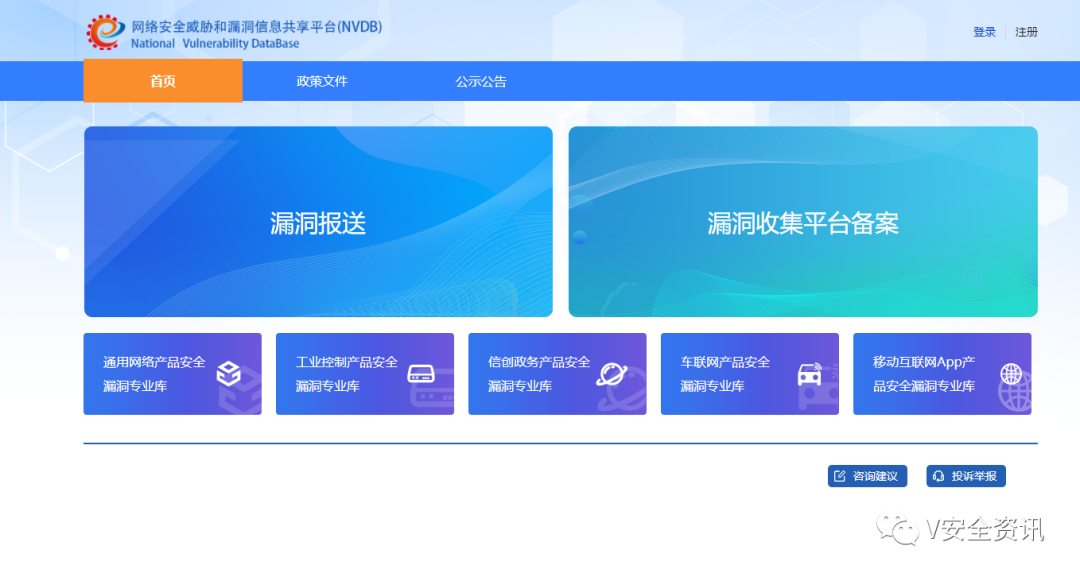 网络安全威胁和漏洞信息共享平台(NVDB)
National Vulnerability DataBase
登录 注册
首页 政策文件 公示公告
漏洞报送 漏洞收集平台备案
通用网络产品安全
漏洞专业库
工业控制产品安全
漏洞专业库
信创政务产品安全
漏洞专业库
车联网产品安全
漏洞专业库
移动互联网App产
品安全漏洞专业库
咨询建议 投诉举报
V安全资讯